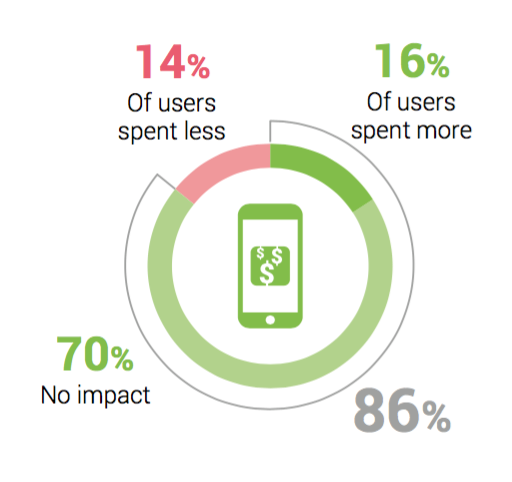 14%
Of users
spent less
16%
Of users
spent more
$ $
$
70%
No impact
86%